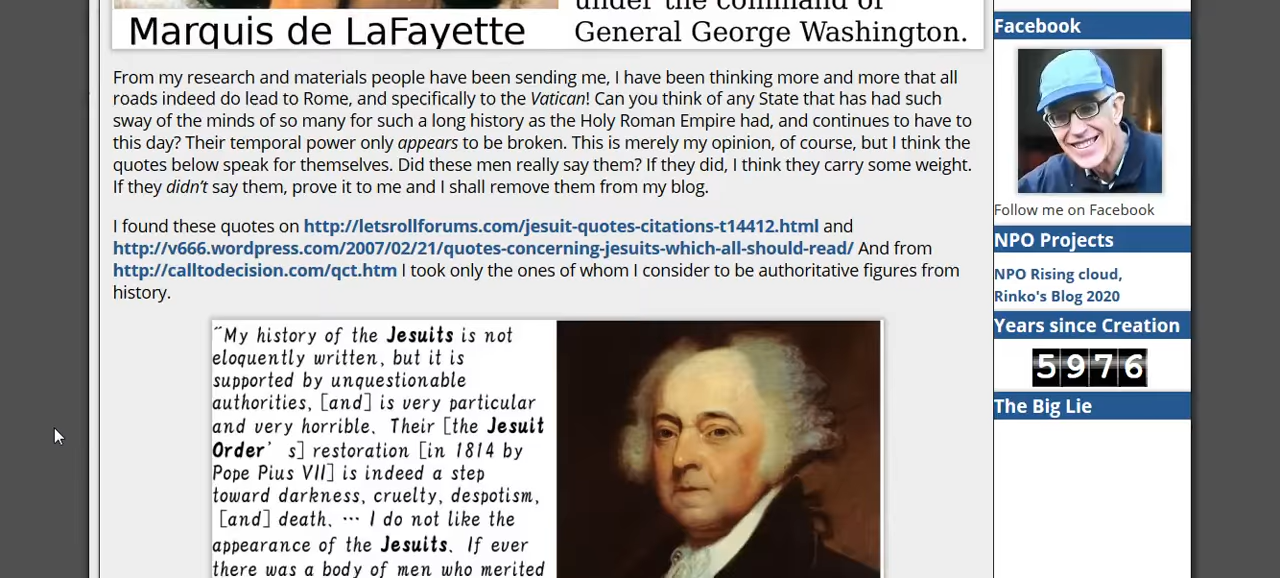 Marquis de LaFayette
under the command of
General George Washington.
From my research and materials people have been sending me, I have been thinking more and more that all
roads indeed do lead to Rome, and specifically to the Vatican! Can you think of any State that has had such
sway of the minds of so many for such a long history as the Holy Roman Empire had, and continues to have to
this day? Their temporal power only appears to be broken. This is merely my opinion, of course, but I think the
quotes below speak for themselves. Did these men really say them? If they did, I think they carry some weight.
If they didn't say them, prove it to me and I shall remove them from my blog.
I found these quotes on http://letsrollforums.com/jesuit-quotes-citations-t14412.html and
http://v666.wordpress.com/2007/02/21/quotes-concerning-jesuits-which-all-should-read/ And from
http://calltodecision.com/qct.htm I took only the ones of whom I consider to be authoritative figures from
history.
"My history of the Jesuits is not
eloquently written, but it is
supported by unquestionable
authorities, [and] is very particular
and very horrible. Their [the Jesuit
Order' s] restoration [in 1814 by
Pope Pius VII] is indeed a step
toward darkness, cruelty, despotism,
[and] death. … I do not like the
appearance of the Jesuits. If ever
there was a body of men who merited
Facebook
Follow me on Facebook
NPO Projects
NPO Rising cloud,
Rinko's Blog 2020
Years since Creation
5976
The Big Lie